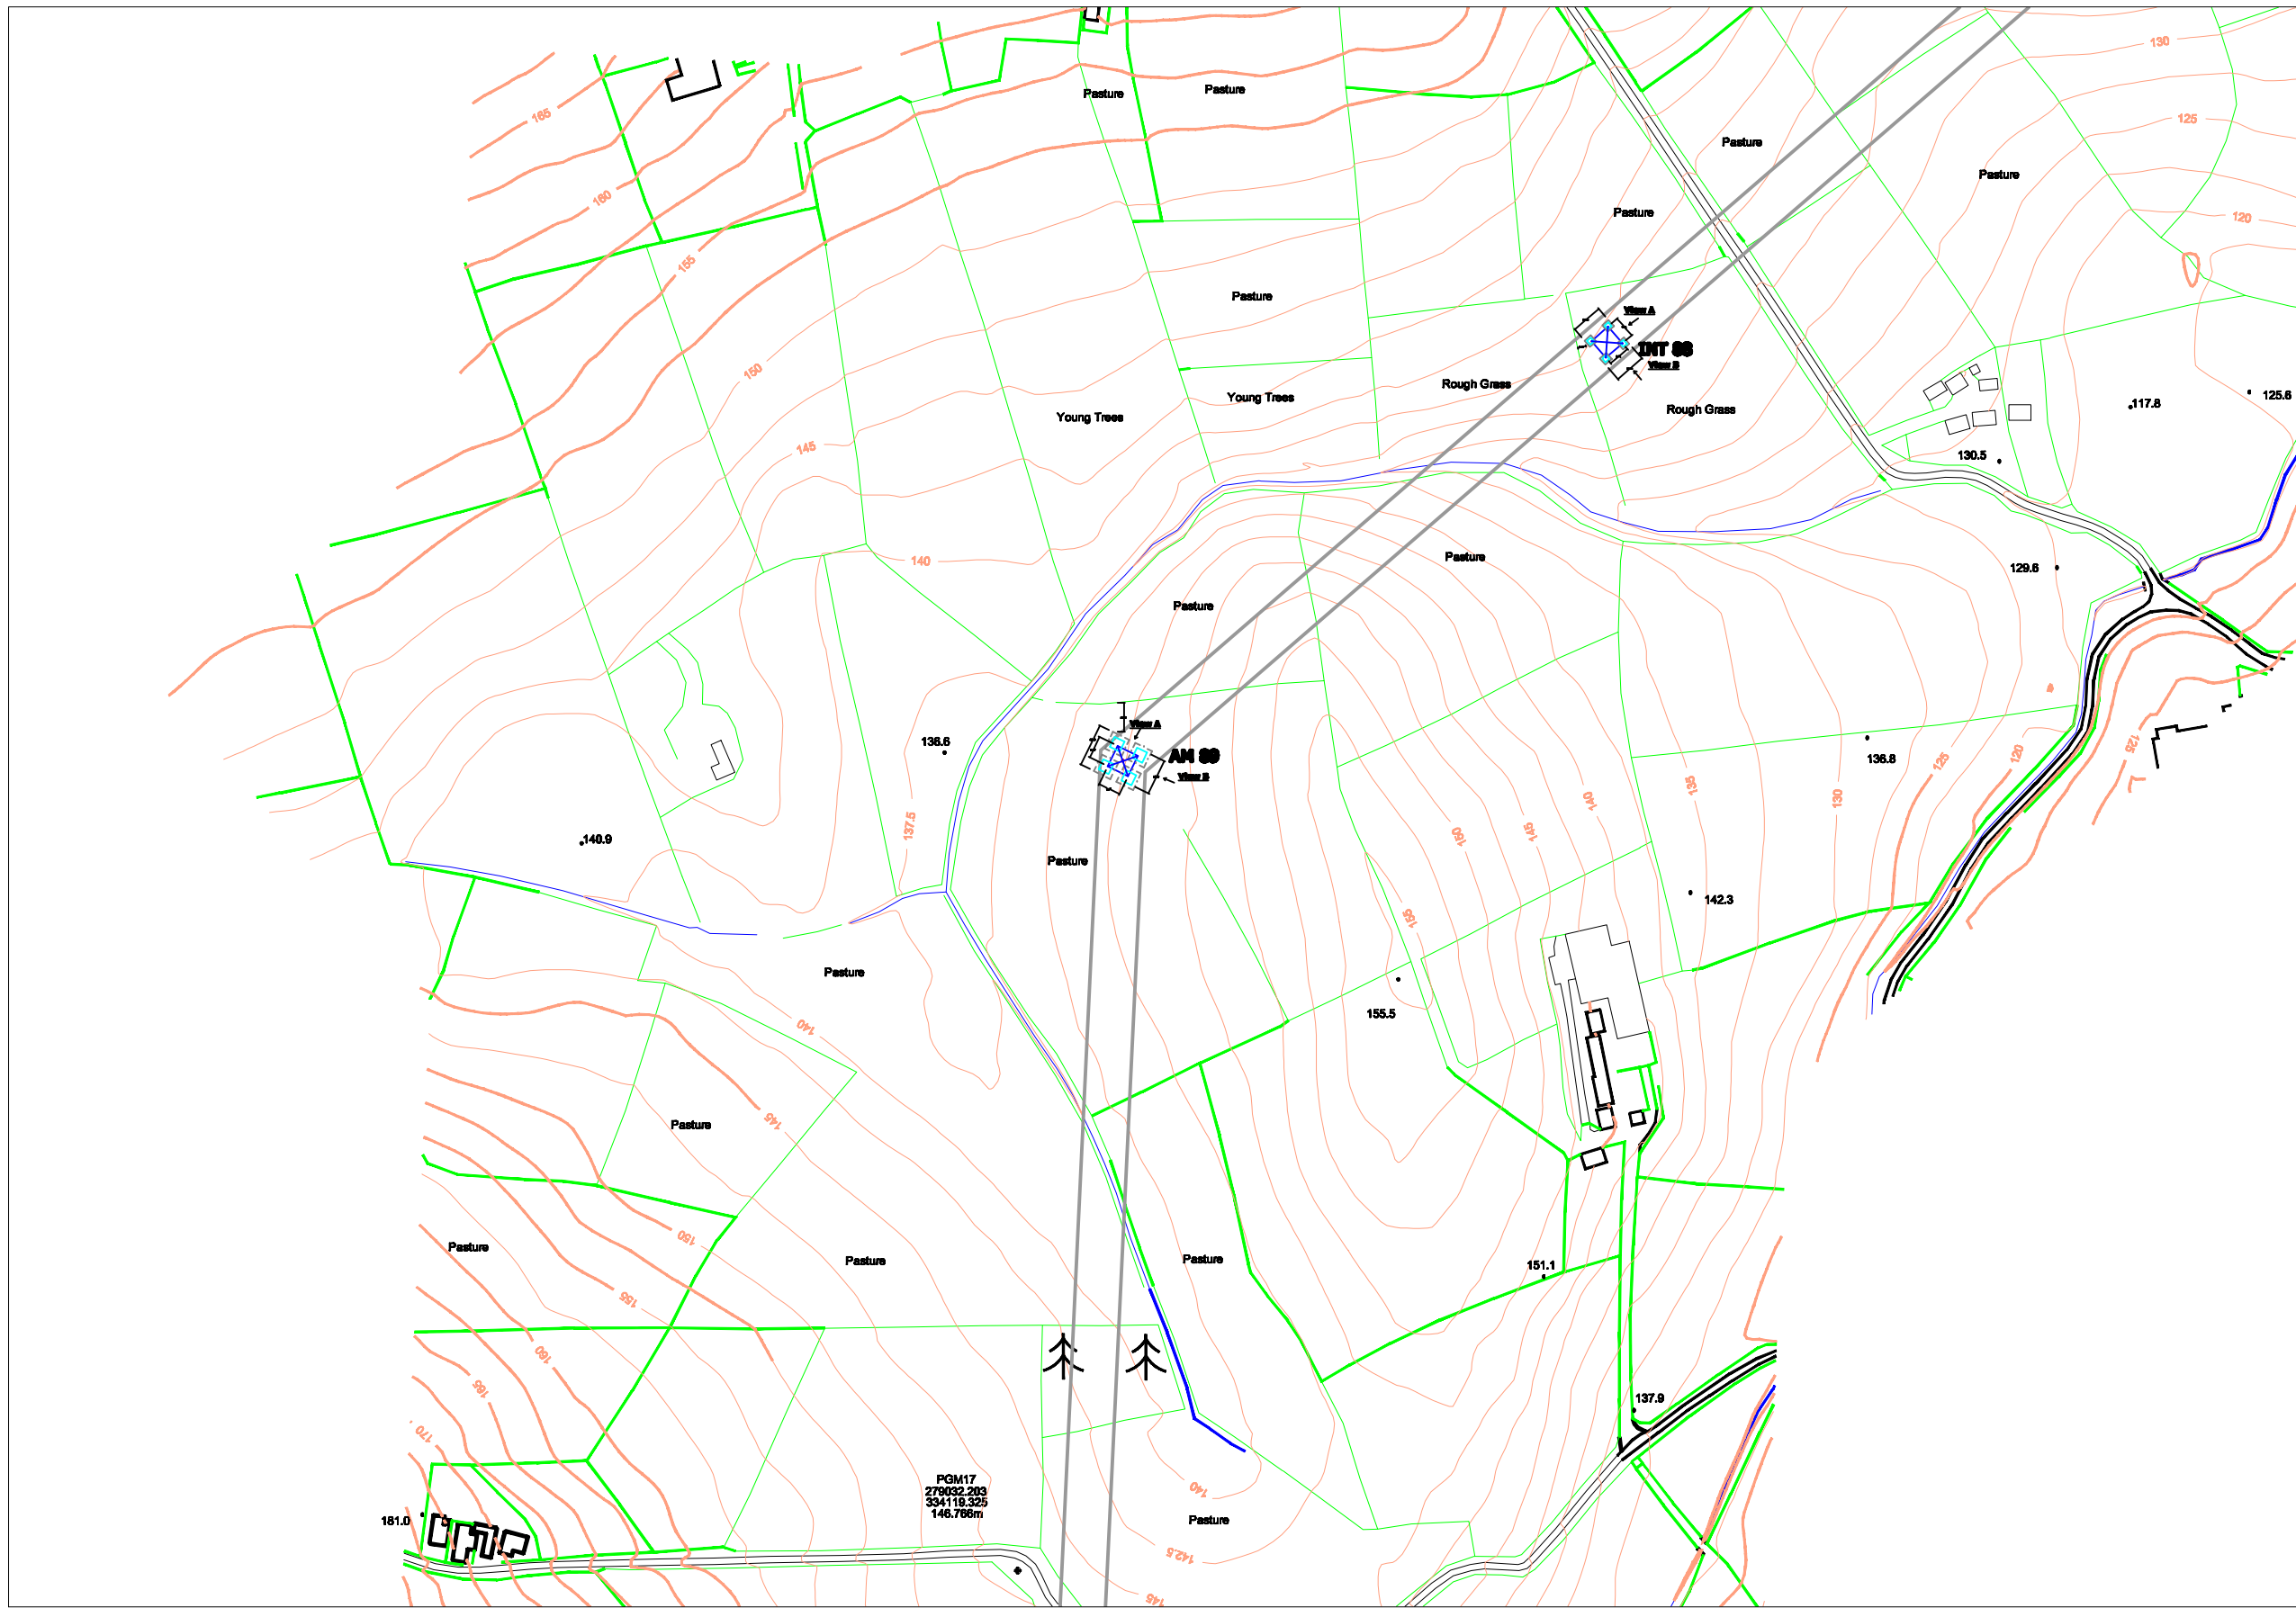 130
165
Pasture
Pasture
125
Pasture
Pasture
160
Pasture
120
155
Pasture
View A
INT 88
View B
150
Rough Grass
Young Trees
Rough Grass
Young Trees
117.8
125.6
145
130.5
140
Pasture
129.6
Pasture
View A
136.6
AM 89
View B
125
120
125
136.8
135
140
130
137.5
150
145
140.9
Pasture
142.3
155
Pasture
155.5
140
145
Pasture
150
Pasture
Pasture
Pasture
151.1
155
160
165
137.9
170
PGM17
279032.203
334119.325
146.766m
140
181.0
Pasture
142.5
145